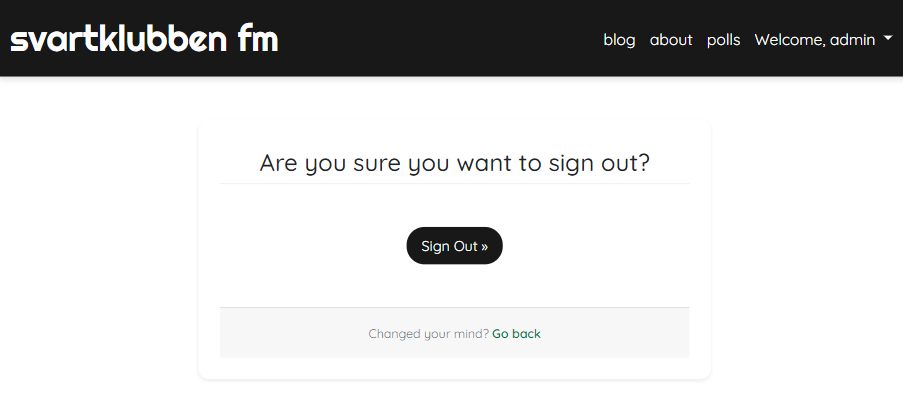 svartklubben fm
blog about polls Welcome, admin
Are you sure you want to sign out?
Sign Out »
Changed your mind? Go back